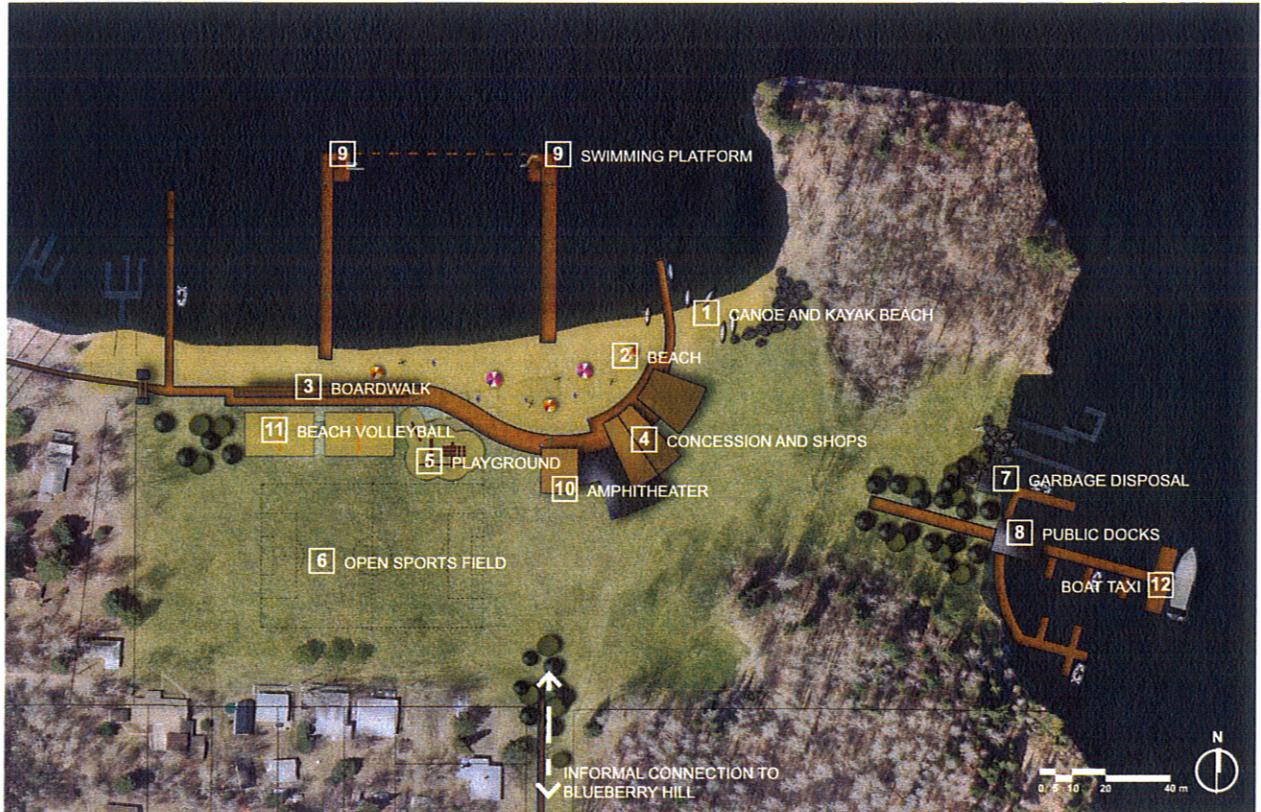 9
9 SWIMMING PLATFORM
1 CANOE AND KAYAK BEACH
2 BEACH
3 BOARDWALK
11 BEACH VOLLEYBALL
4 CONCESSION AND SHOPS
5 PLAYGROUND
10 AMPHITHEATER
7 GARBAGE DISPOSAL
8 PUBLIC DOCKS
6 OPEN SPORTS FIELD
BOAT TAXI 12
INFORMAL CONNECTION TO
BLUEBERRY HILL
N
0 5 10 20 40 m